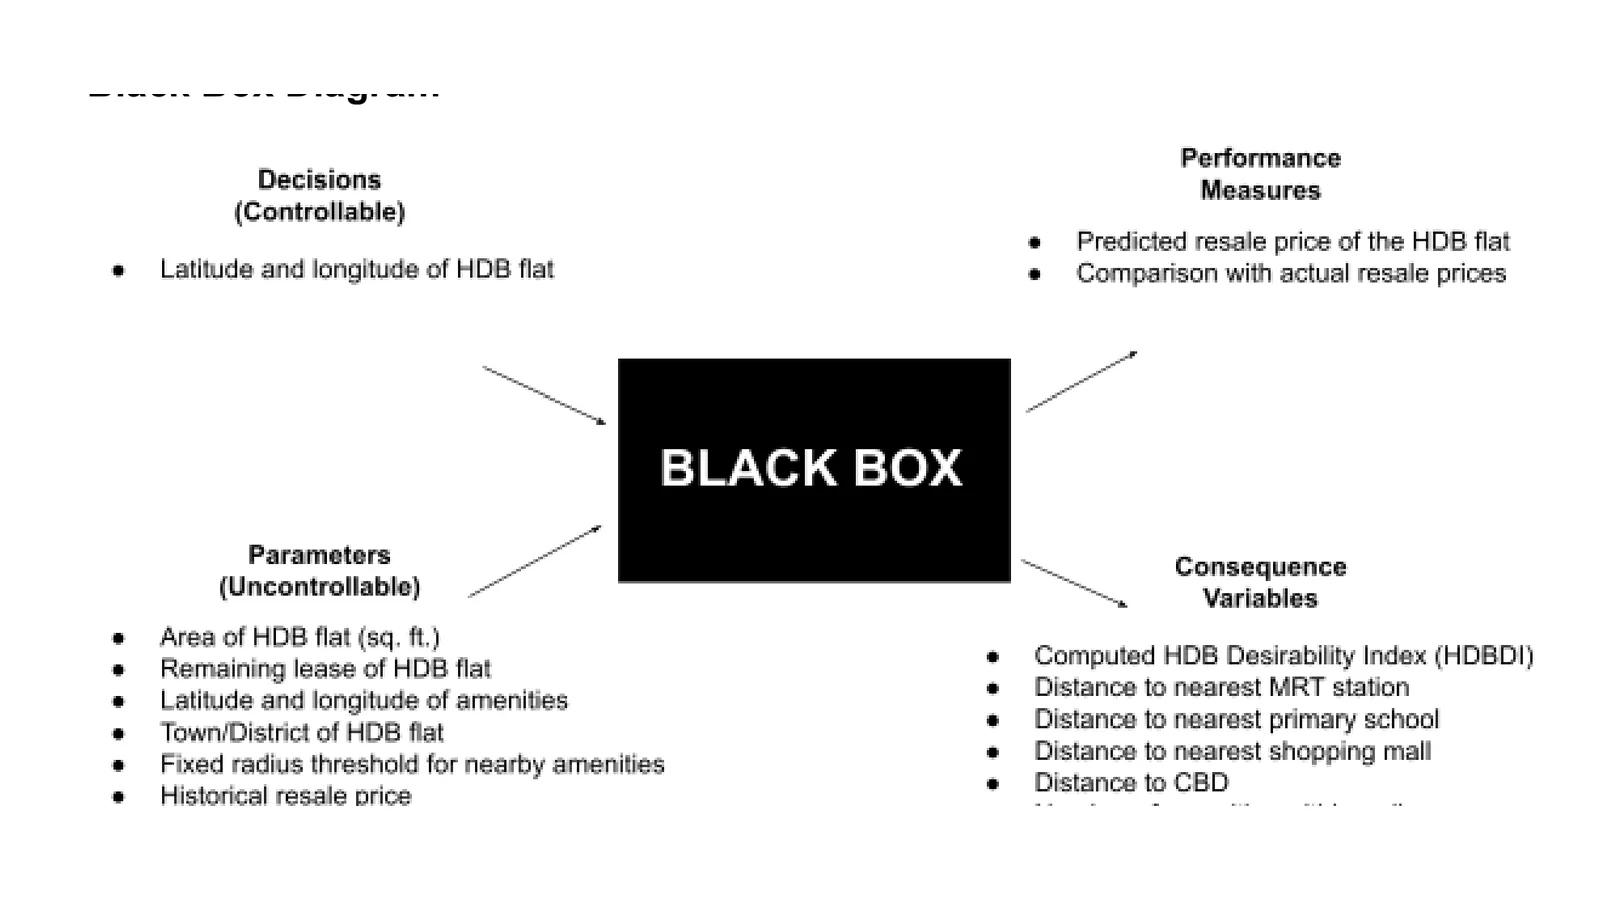 Black Box Diagram
Decisions
(Controllable)
● Latitude and longitude of HDB flat
Performance
Measures
● Predicted resale price of the HDB flat
● Comparison with actual resale prices
BLACK BOX
Parameters
(Uncontrollable)
● Area of HDB flat (sq. ft.)
● Remaining lease of HDB flat
● Latitude and longitude of amenities
● Town/District of HDB flat
● Fixed radius threshold for nearby amenities
● Historical resale price
Consequence
Variables
● Computed HDB Desirability Index (HDBDI)
● Distance to nearest MRT station
● Distance to nearest primary school
● Distance to nearest shopping mall
● Distance to CBD